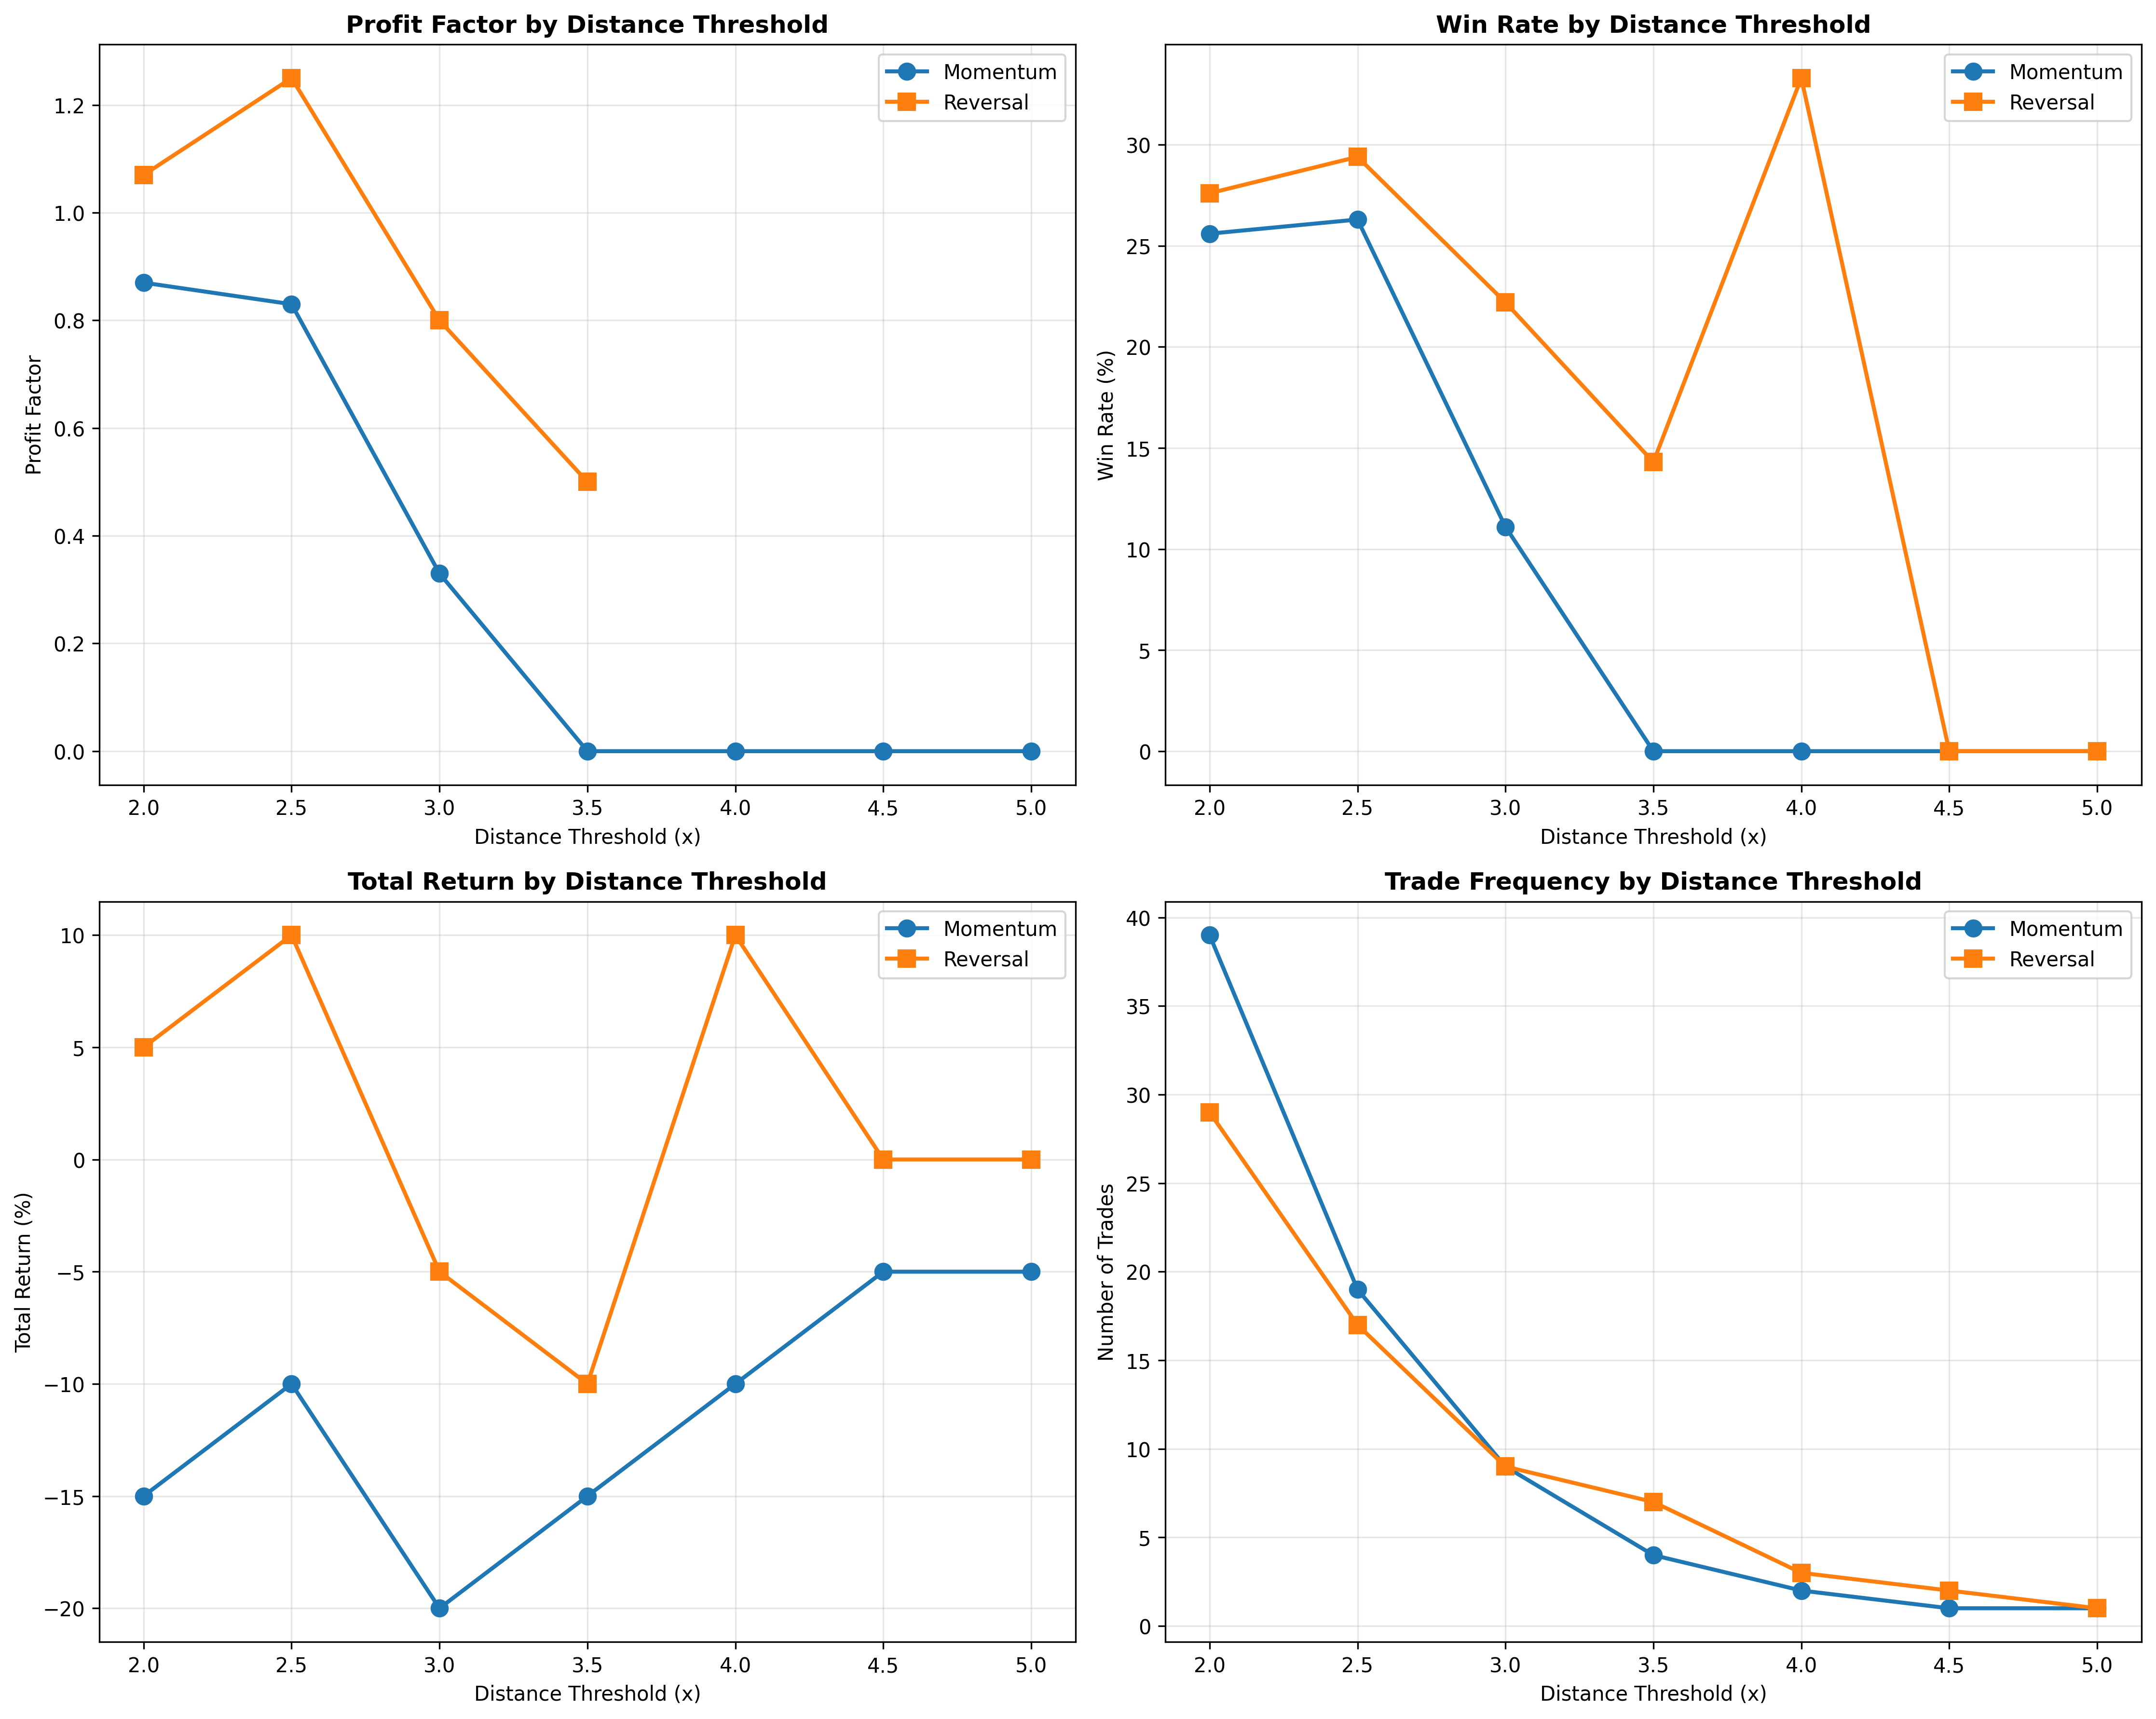 Profit Factor by Distance Threshold
Momentum
Reversal
1.2
1.0
0.8
0.6
0.4
0.2
0.0
Profit Factor
2.0 2.5 3.0 3.5 4.0 4.5 5.0
Distance Threshold (x)
Win Rate by Distance Threshold
Momentum
Reversal
30
25
20
15
10
5
0
Win Rate (%)
2.0 2.5 3.0 3.5 4.0 4.5 5.0
Distance Threshold (x)
Total Return by Distance Threshold
Momentum
Reversal
10
5
0
−5
−10
−15
−20
Total Return (%)
2.0 2.5 3.0 3.5 4.0 4.5 5.0
Distance Threshold (x)
Trade Frequency by Distance Threshold
Momentum
Reversal
40
35
30
25
20
15
10
5
0
Number of Trades
2.0 2.5 3.0 3.5 4.0 4.5 5.0
Distance Threshold (x)